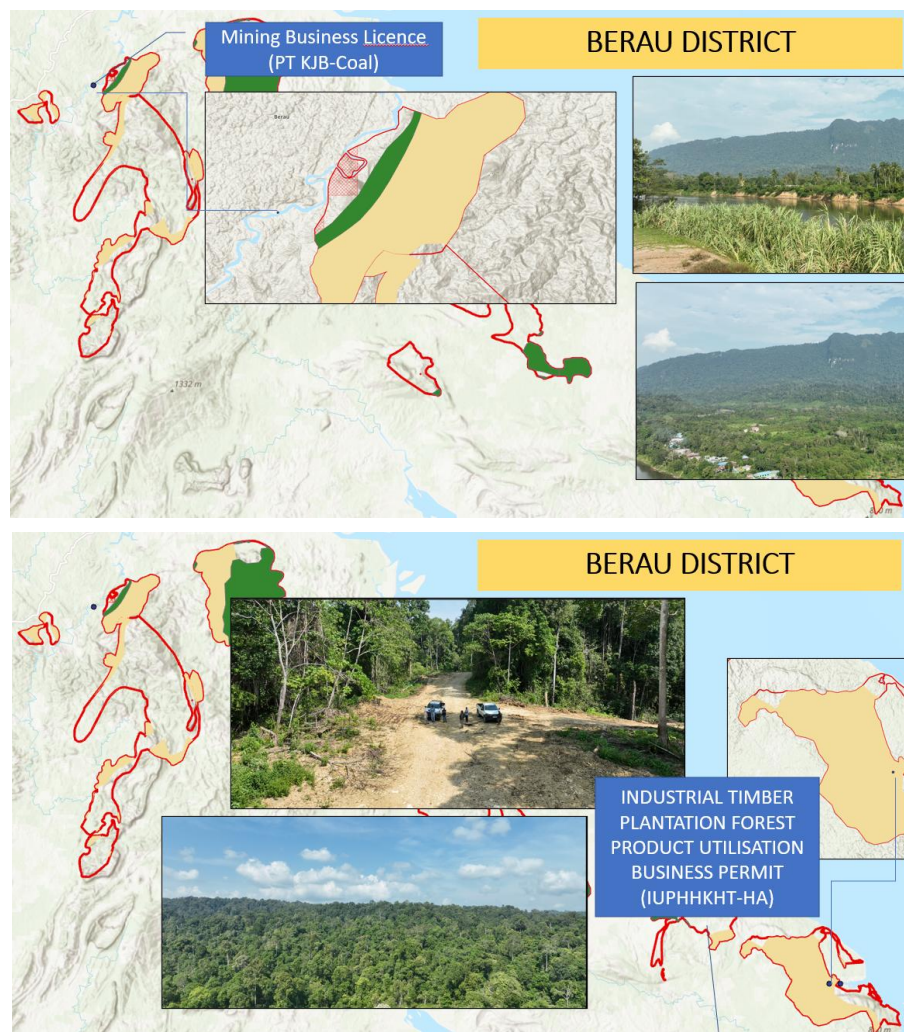 Mining Business Licence
(PT KJB-Coal)
BERAU DISTRICT
Berau
1332 m
BERAU DISTRICT
INDUSTRIAL TIMBER
PLANTATION FOREST
PRODUCT UTILISATION
BUSINESS PERMIT
(IUPHHKHT-HA)